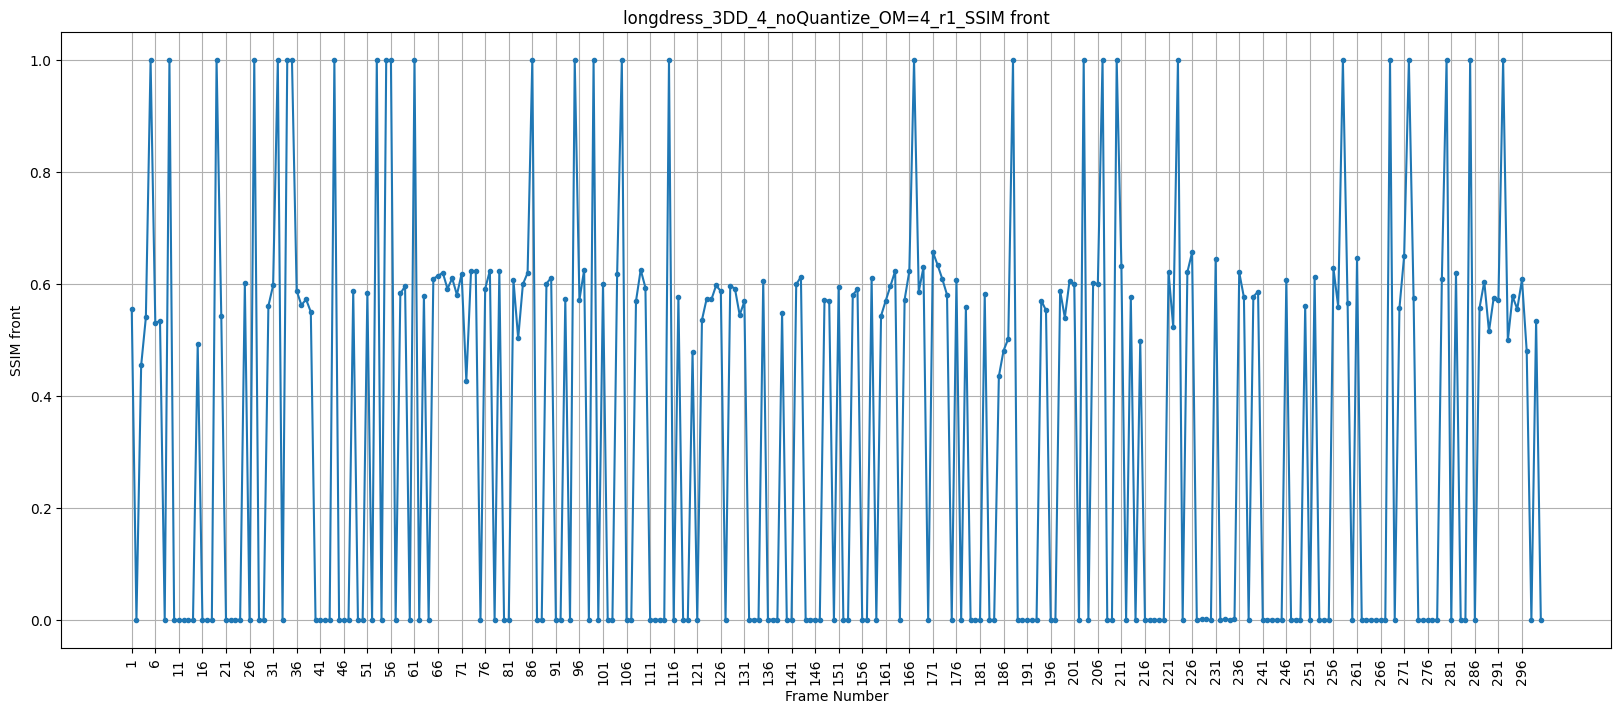 longdress_3DD_4_noQuantize_OM=4_r1_SSIM front
1.0
0.8
0.6
0.4
0.2
0.0
SSIM front
1 6 11 16 21 26 31 36 41 46 51 56 61 66 71 76 81 86 91 96 101 106 111 116 121 126 131 136 141 146 151 156 161 166 171 176 181 186 191 196 201 206 211 216 221 226 231 236 241 246 251 256 261 266 271 276 281 286 291 296
Frame Number